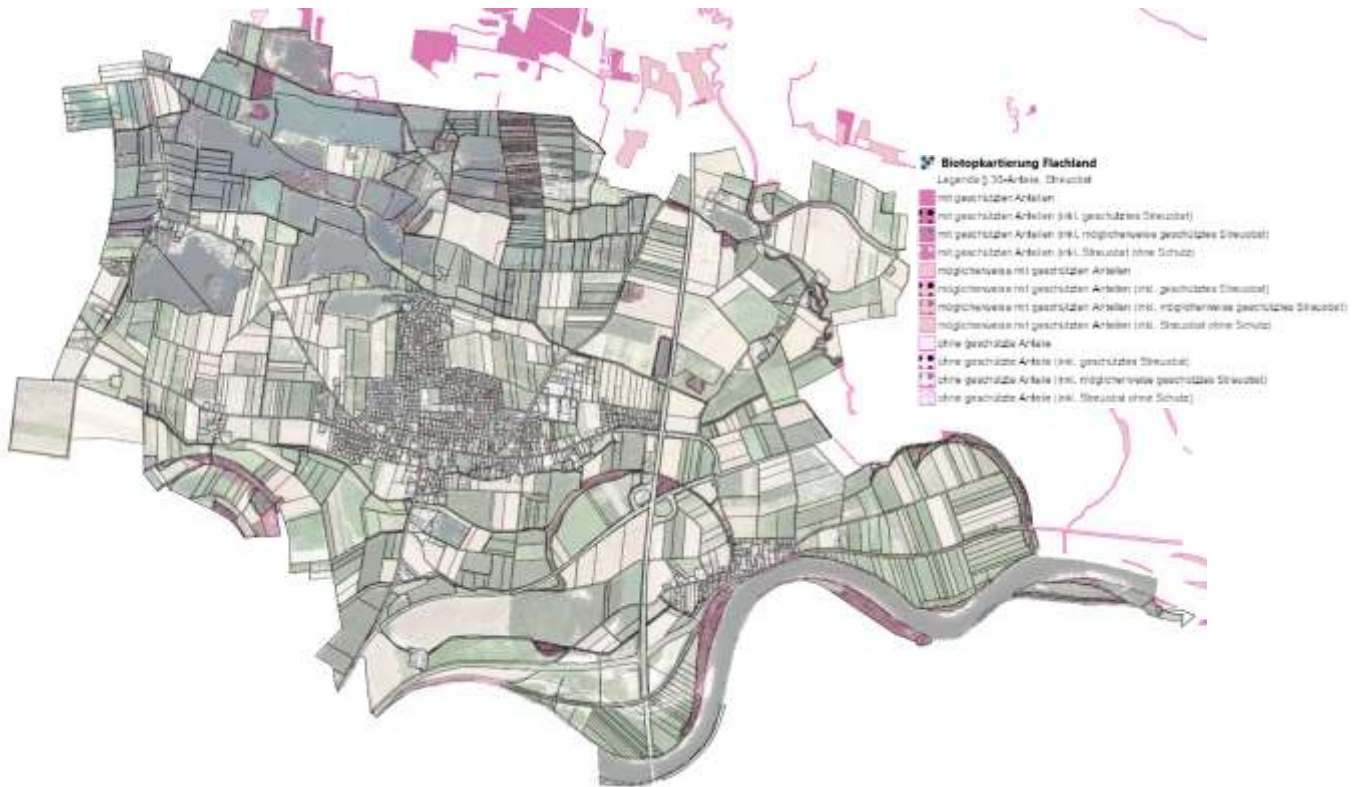 Biotopkartierung Flachland
Legende § 30-Anteile, Streuobst
mit geschützten Anteilen
mit geschützten Anteilen (inkl. geschütztes Streuobst)
mit geschützten Anteilen (inkl. möglicherweise geschütztes Streuobst)
mit geschützten Anteilen (inkl. Streuobst ohne Schutz)
möglicherweise mit geschützten Anteilen
möglicherweise mit geschützten Anteilen (inkl. geschütztes Streuobst)
möglicherweise mit geschützten Anteilen (inkl. möglicherweise geschütztes Streuobst)
möglicherweise mit geschützten Anteilen (inkl. Streuobst ohne Schutz)
ohne geschützte Anteile
ohne geschützte Anteile (inkl. geschütztes Streuobst)
ohne geschützte Anteile (inkl. möglicherweise geschütztes Streuobst)
ohne geschützte Anteile (inkl. Streuobst ohne Schutz)